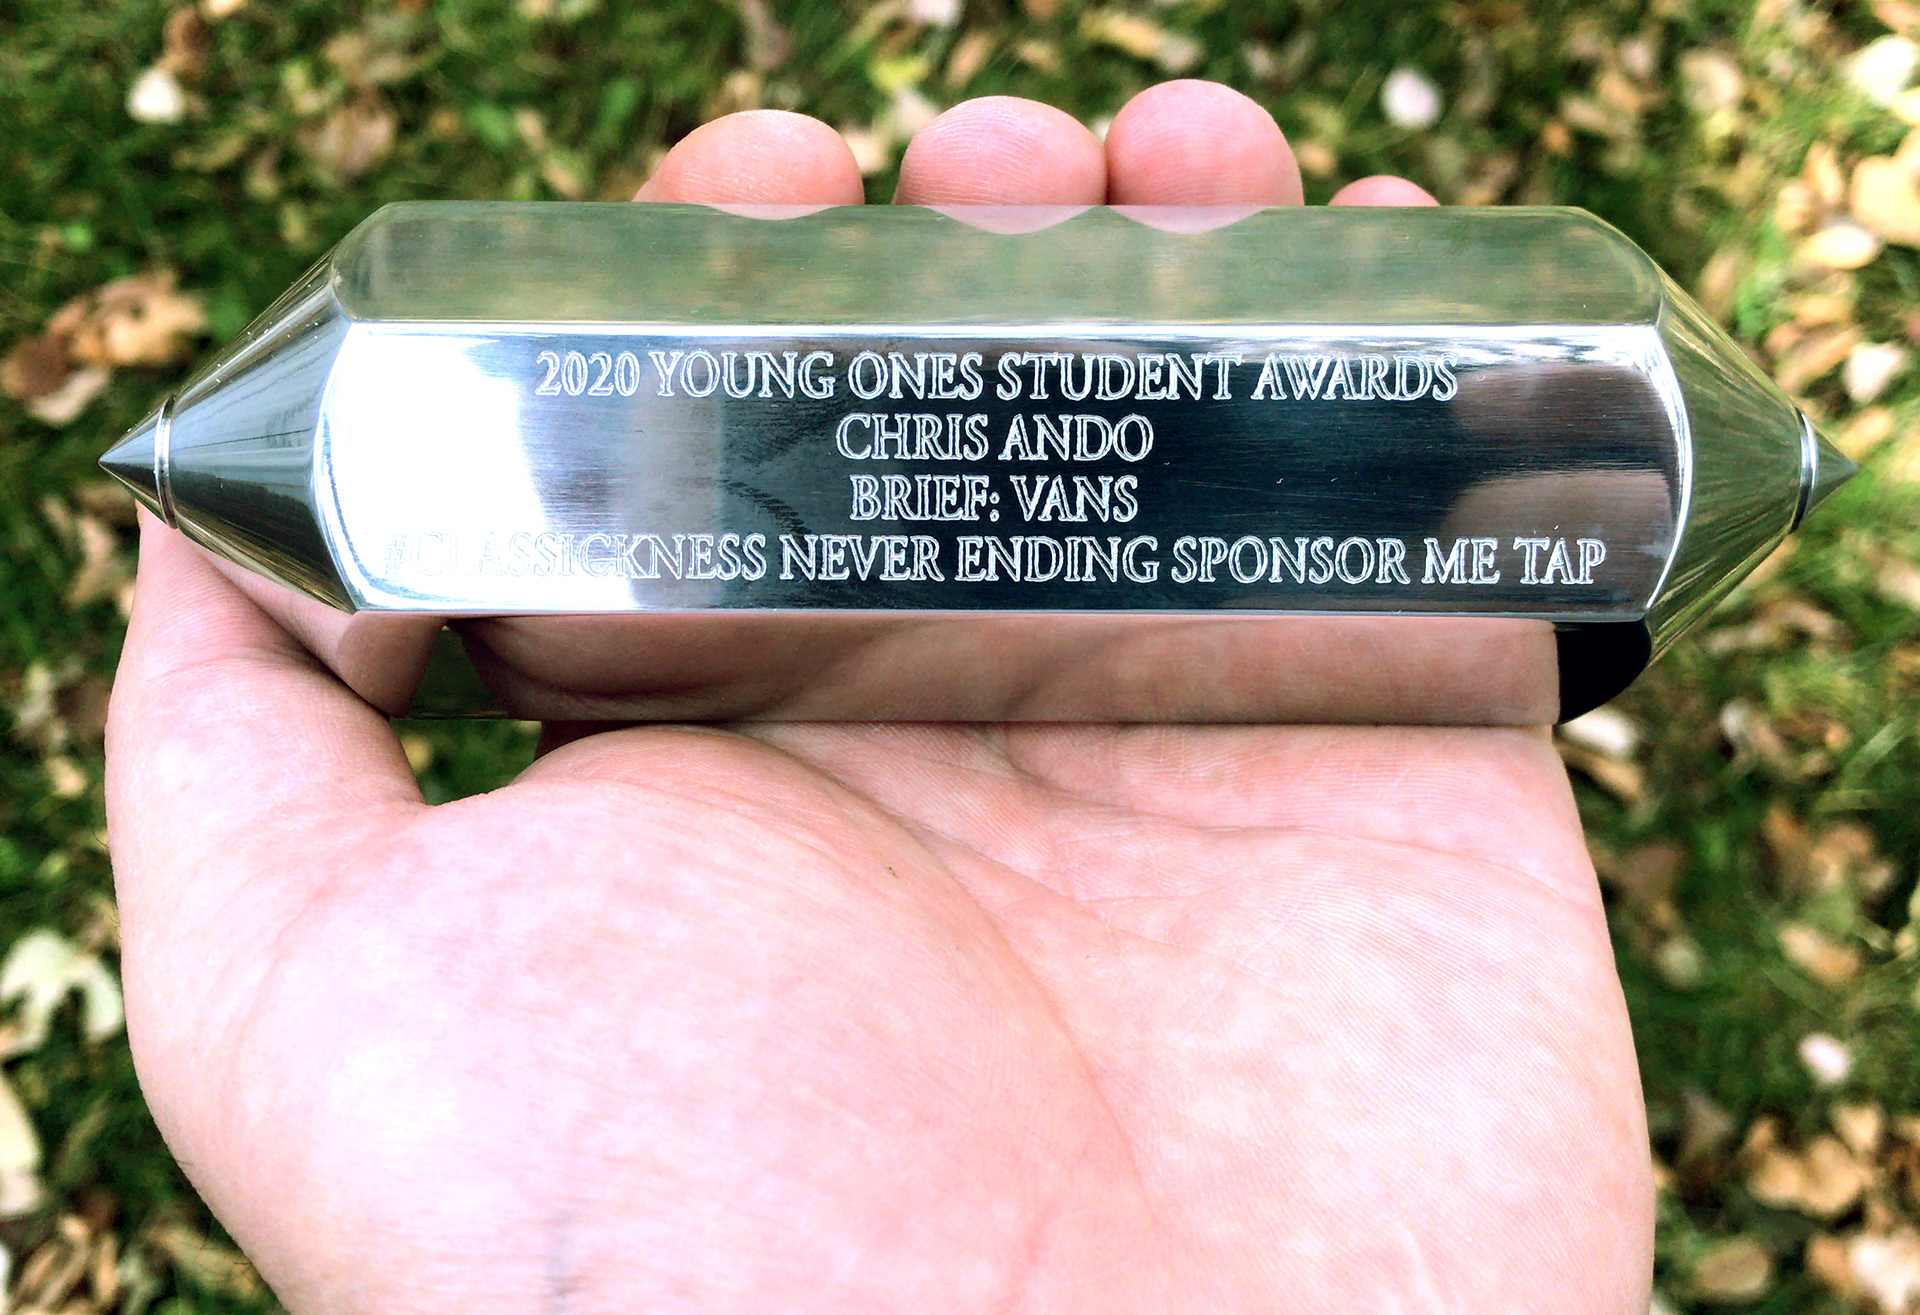 2020 YOUNG ONES STUDENT AWARDS
CHRIS ANDO
BRIEF: VANS
#CLASSICKNESS NEVER ENDING SPONSOR ME TAP